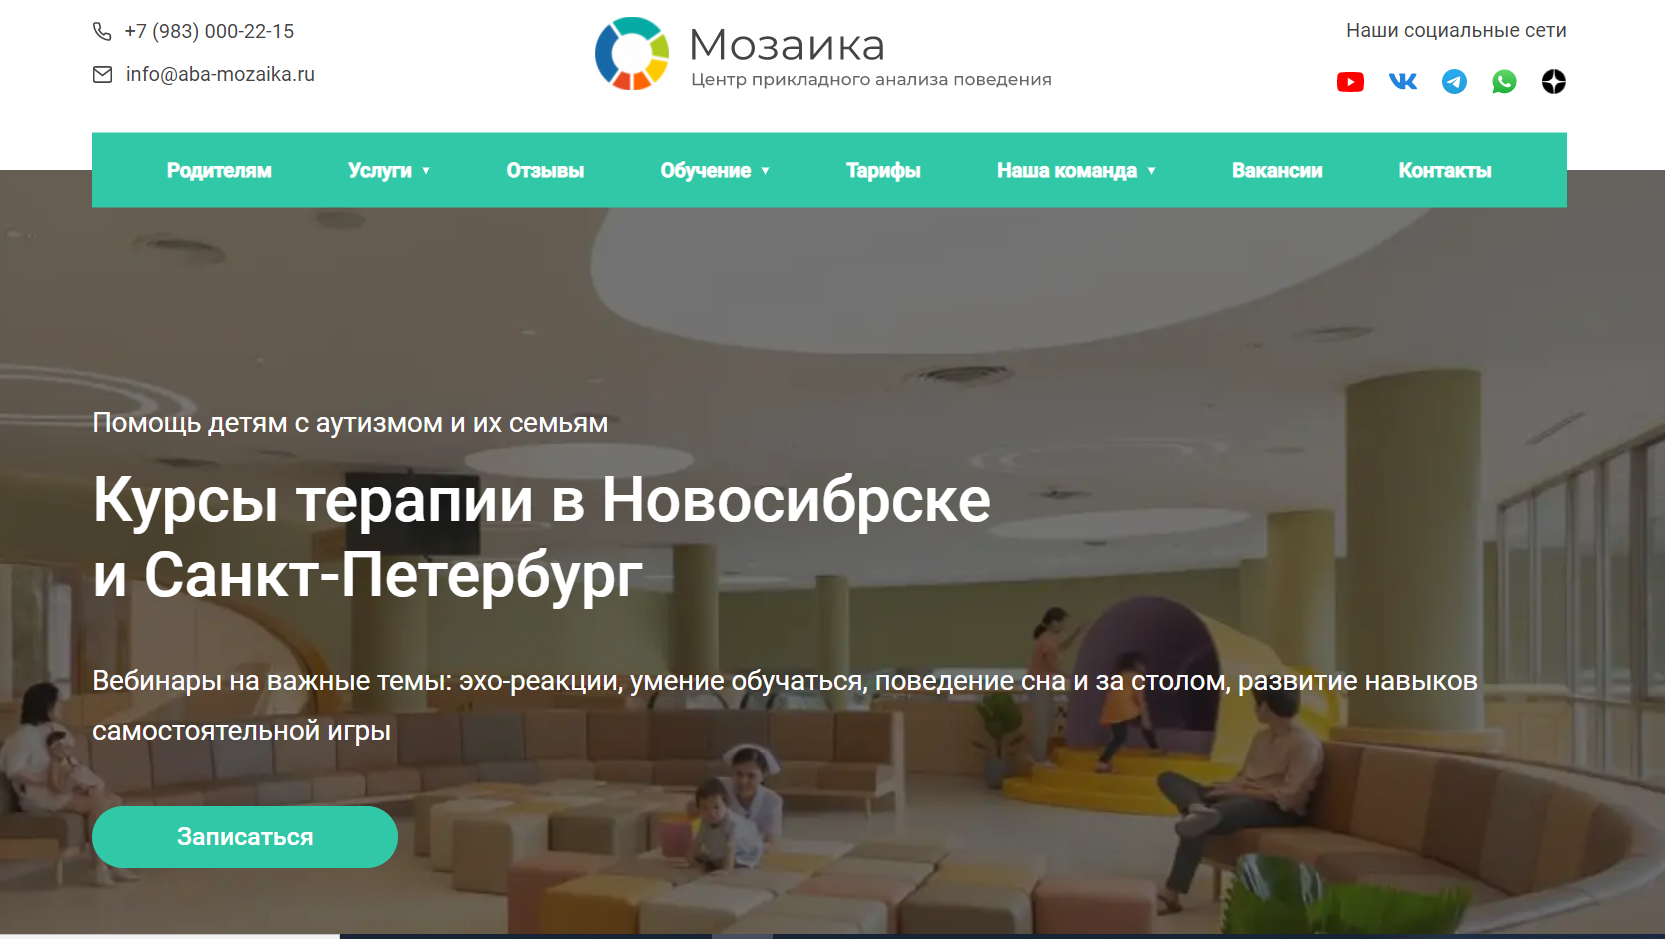 +7 (983) 000-22-15
info@aba-mozaika.ru
Мозаика
Центр прикладного анализа поведения
Наши социальные сети
Родителям Услуги Отзывы Обучение Тарифы Наша команда Вакансии Контакты
Помощь детям с аутизмом и их семьям
Курсы терапии в Новосибрске
и Санкт-Петербург
Вебинары на важные темы: эхо-реакции, умение обучаться, поведение сна и за столом, развитие навыков
самостоятельной игры
Записаться